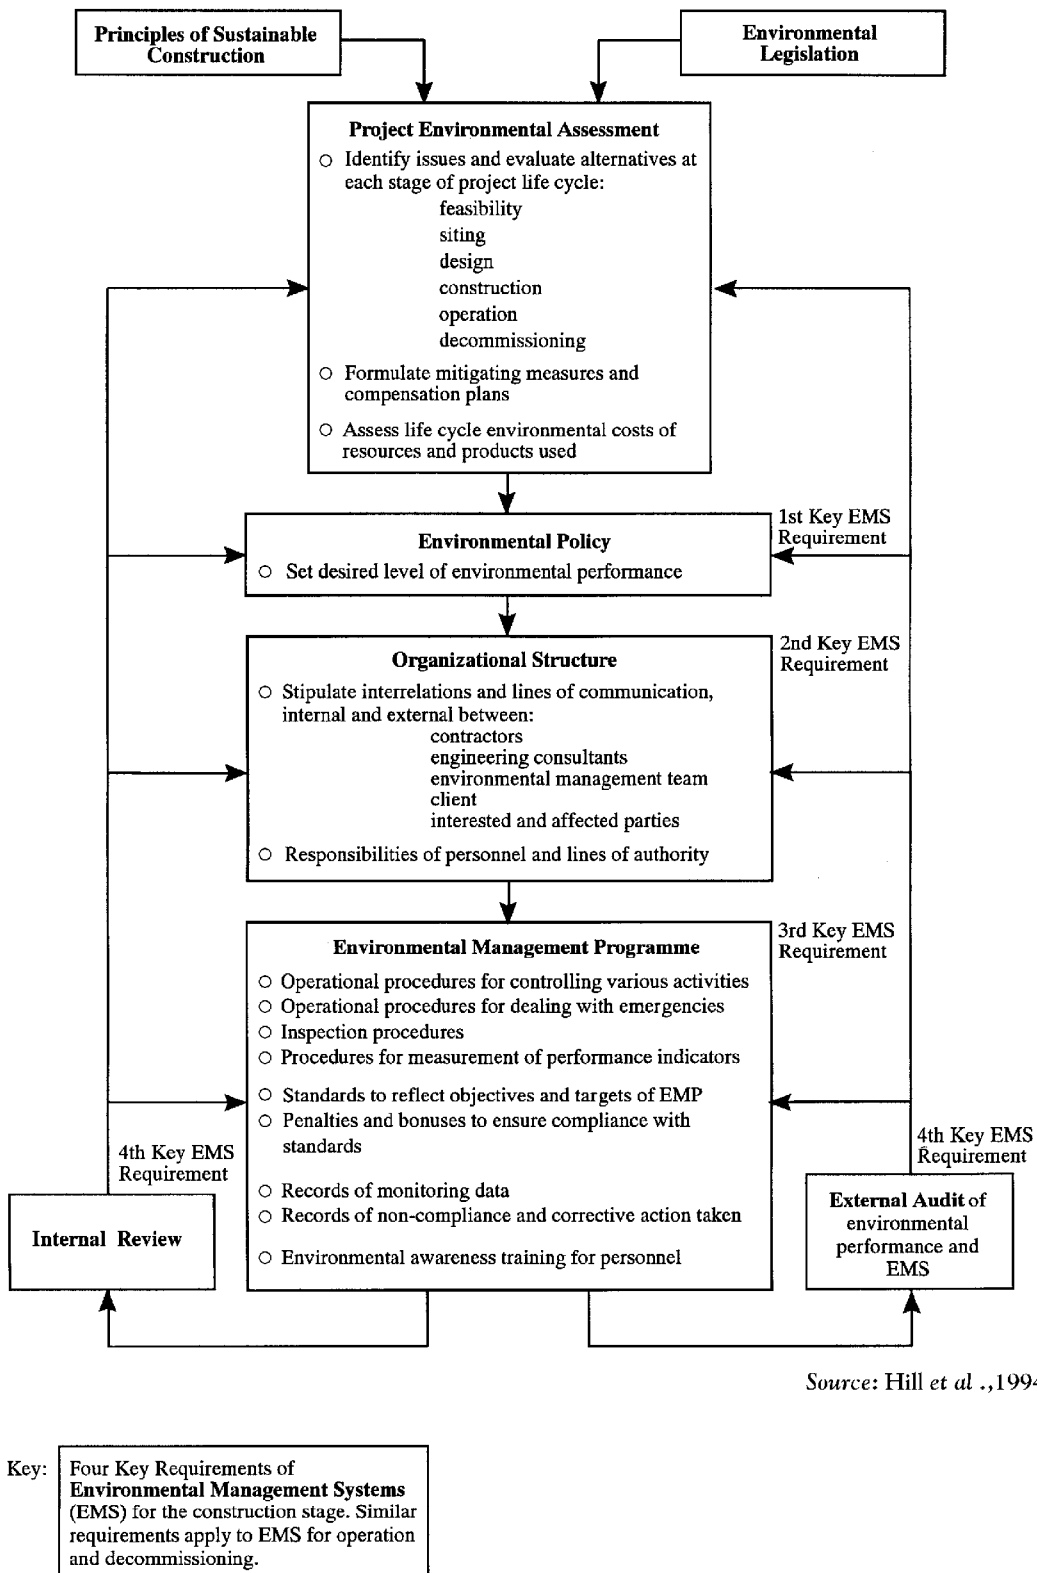 Principles of Sustainable
Construction
Environmental
Legislation
Project Environmental Assessment
○ Identify issues and evaluate alternatives at
each stage of project life cycle:
feasibility
siting
design
construction
operation
decommissioning
○ Formulate mitigating measures and
compensation plans
○ Assess life cycle environmental costs of
resources and products used
1st Key EMS
Requirement
Environmental Policy
○ Set desired level of environmental performance
2nd Key EMS
Requirement
Organizational Structure
○ Stipulate interrelations and lines of communication,
internal and external between:
contractors
engineering consultants
environmental management team
client
interested and affected parties
○ Responsibilities of personnel and lines of authority
3rd Key EMS
Requirement
Environmental Management Programme
○ Operational procedures for controlling various activities
○ Operational procedures for dealing with emergencies
○ Inspection procedures
○ Procedures for measurement of performance indicators
○ Standards to reflect objectives and targets of EMP
○ Penalties and bonuses to ensure compliance with
standards
○ Records of monitoring data
○ Records of non-compliance and corrective action taken
○ Environmental awareness training for personnel
4th Key EMS
Requirement
Internal Review
4th Key EMS
Requirement
External Audit of
environmental
performance and
EMS
Source: Hill et al .,1994
Key:
Four Key Requirements of
Environmental Management Systems
(EMS) for the construction stage. Similar
requirements apply to EMS for operation
and decommissioning.